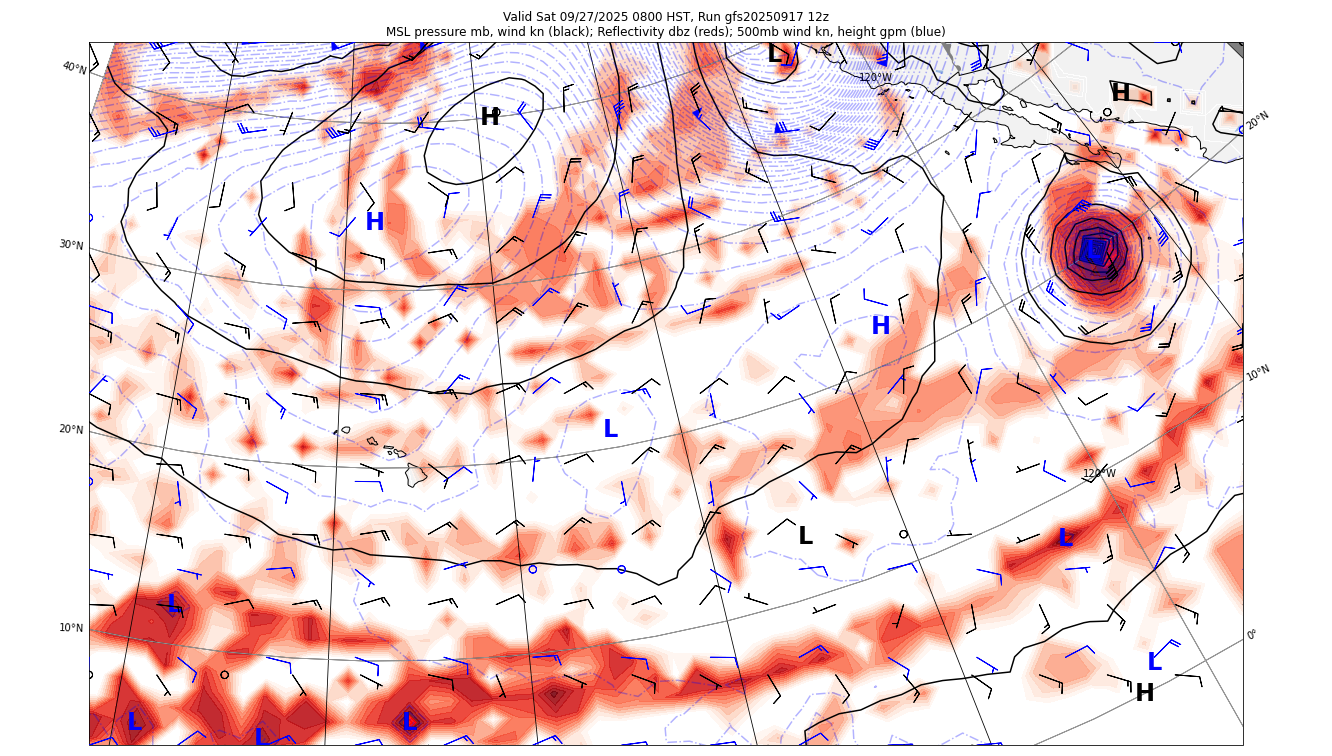 Valid Sat 09/27/2025 0800 HST, Run gfs20250917 12z
MSL pressure mb, wind kn (black); Reflectivity dbz (reds); 500mb wind kn, height gpm (blue)
L
40°N
120°W
H
H
20°N
H
30°N
H
10°N
L
20°N
120°W
L
L
L
10°N
0°
L
H
L
L
L